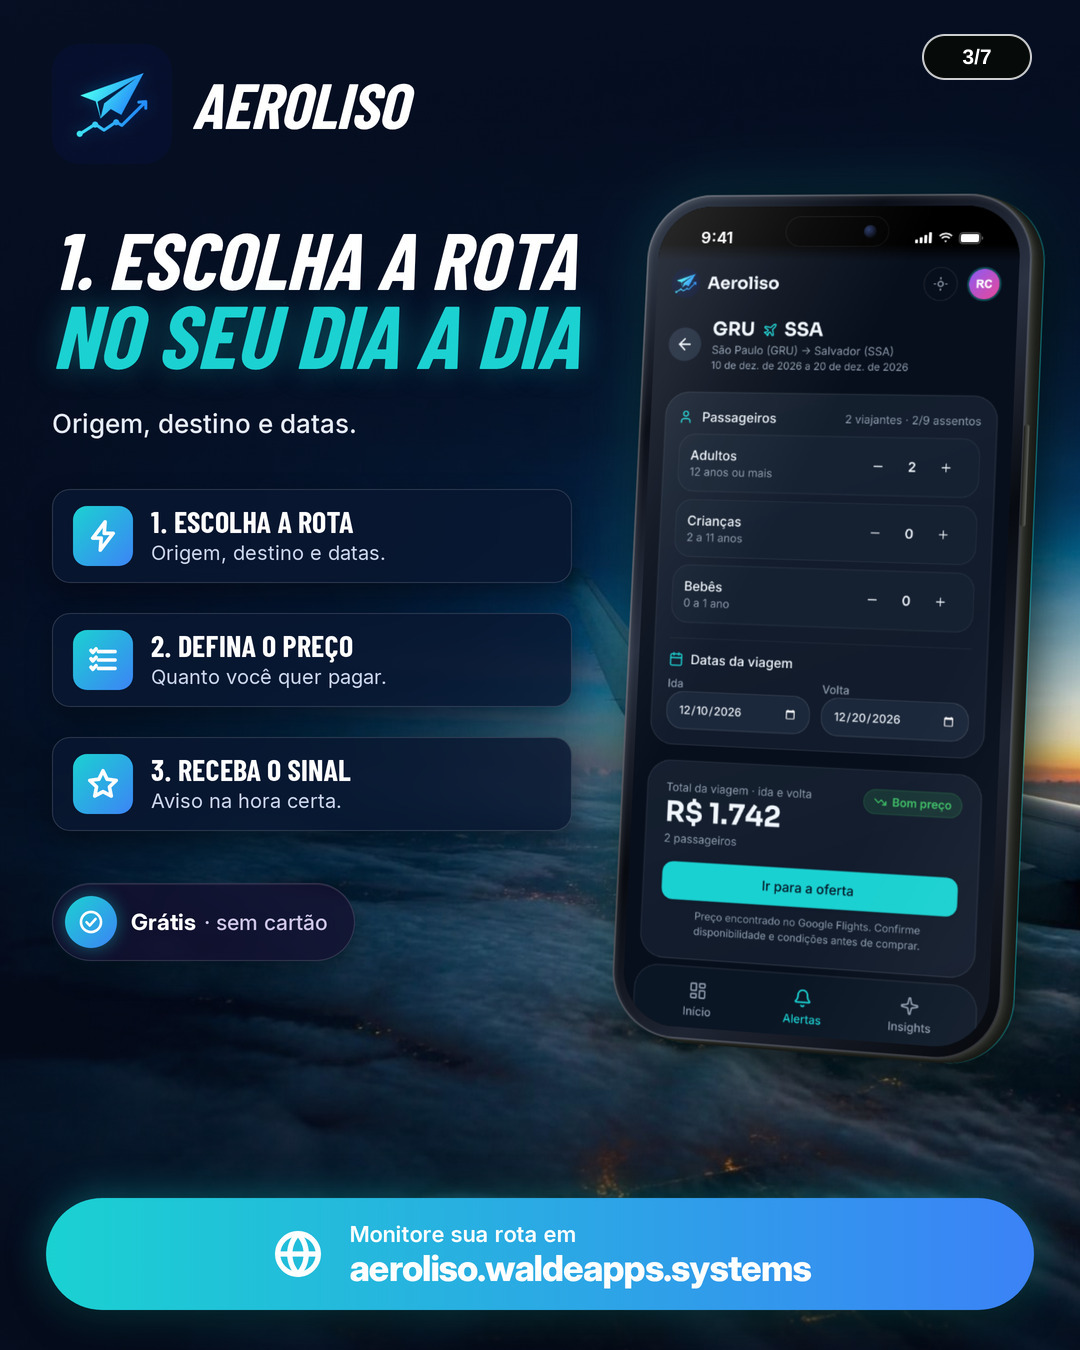 3/7
AEROLISO
1. ESCOLHA A ROTA
NO SEU DIA A DIA
Origem, destino e datas.
1. ESCOLHA A ROTA
Origem, destino e datas.
2. DEFINA O PREÇO
Quanto você quer pagar.
3. RECEBA O SINAL
Aviso na hora certa.
Grátis · sem cartão
9:41
Aeroliso
RC
GRU SSA
São Paulo (GRU) → Salvador (SSA)
10 de dez. de 2026 a 20 de dez. de 2026
Passageiros
2 viajantes · 2/9 assentos
Adultos
12 anos ou mais
− 2 +
Crianças
2 a 11 anos
− 0 +
Bebês
0 a 1 ano
− 0 +
Datas da viagem
Ida
12/10/2026
Volta
12/20/2026
Total da viagem · ida e volta
R$ 1.742
2 passageiros
Bom preço
Ir para a oferta
Preço encontrado no Google Flights. Confirme
disponibilidade e condições antes de comprar.
Início
Alertas
Insights
Monitore sua rota em
aeroliso.waldeapps.systems